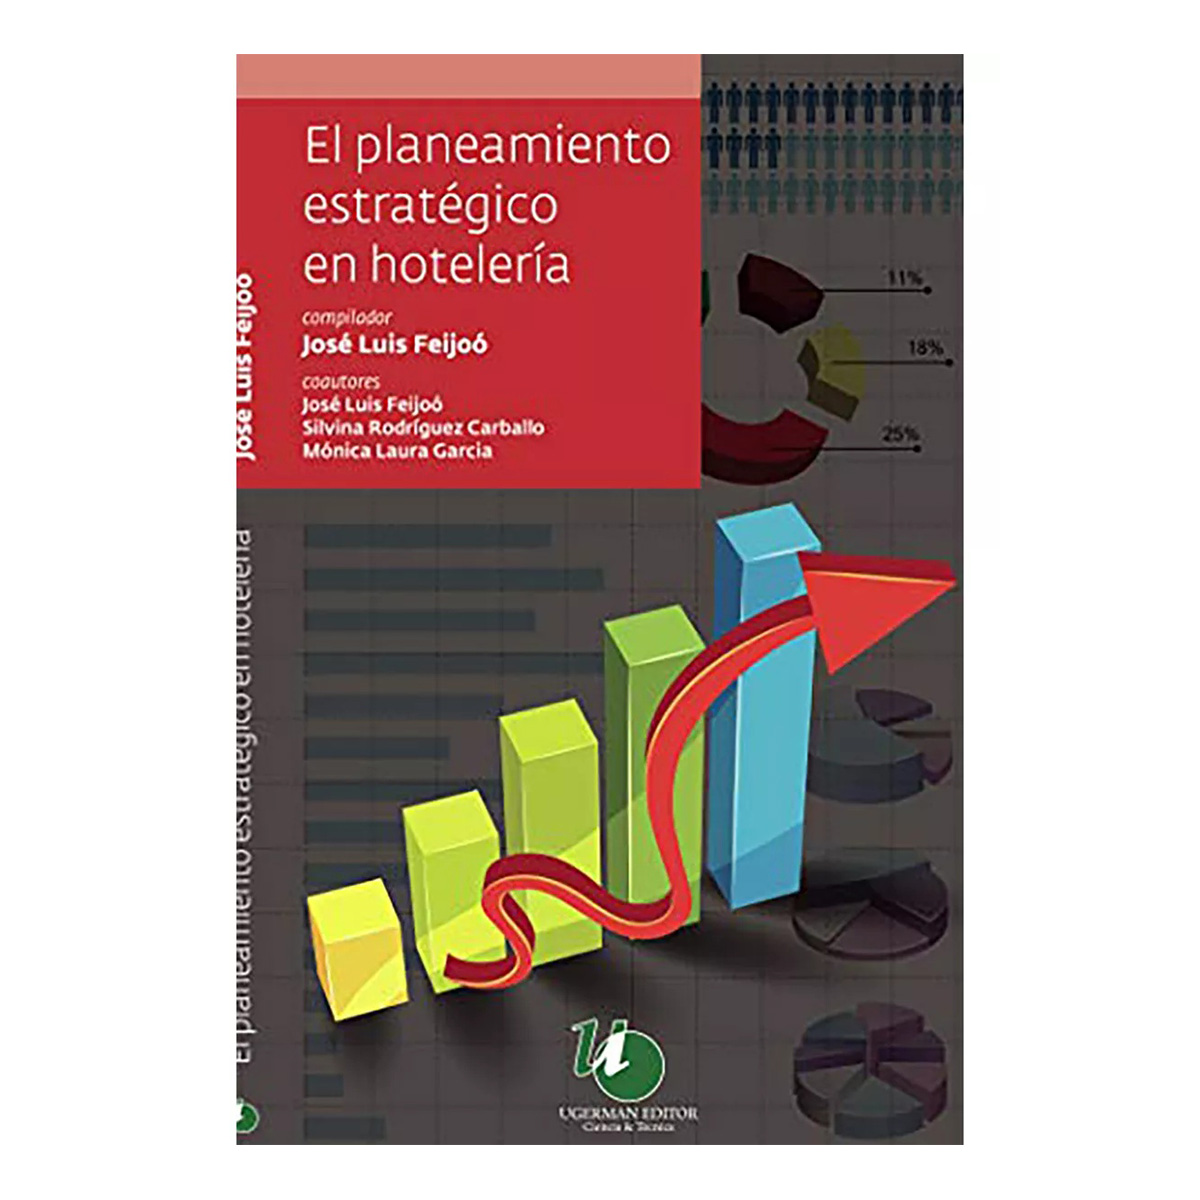 El planeamiento
estratégico
en hotelería
compilador
José Luis Feijoó
coautores
José Luis Feijoó
Silvina Rodríguez Carballo
Mónica Laura Garcia
11%
18%
25%
José Luis Feijoó
El planeamiento estratégico en hotelería
U
UGERMAN EDITOR
Ciencia & Técnica